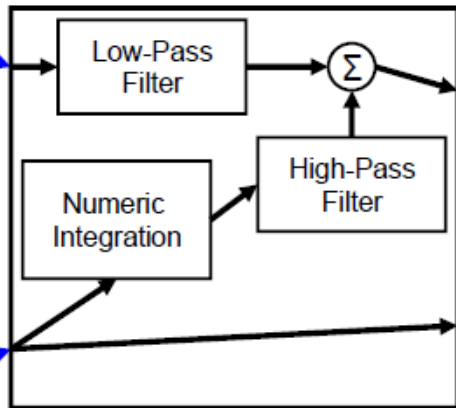 Low-Pass
Filter
Σ
High-Pass
Filter
Numeric
Integration